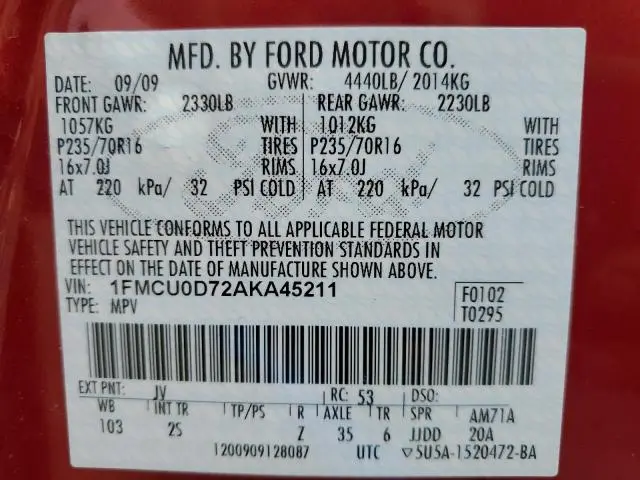 MFD. BY FORD MOTOR CO.
DATE: 09/09 GVWR: 4440LB/ 2014KG
FRONT GAWR: 2330LB REAR GAWR: 2230LB
1057KG WITH 1012KG WITH
P235/70R16 TIRES P235/70R16 TIRES
16x7.0J RIMS 16x7.0J RIMS
AT 220 kPa/ 32 PSI COLD AT 220 kPa/ 32 PSI COLD
THIS VEHICLE CONFORMS TO ALL APPLICABLE FEDERAL MOTOR
VEHICLE SAFETY AND THEFT PREVENTION STANDARDS IN
EFFECT ON THE DATE OF MANUFACTURE SHOWN ABOVE.
VIN: 1FMCU0D72AKA45211 F0102
TYPE: MPV T0295
EXT PNT: JV RC: 53 DSO:
WB INT TR TP/PS R AXLE TR SPR AM71A
103 2S Z 35 6 JJDD 20A
1200909128087 UTC ▽5U5A-1520472-BA